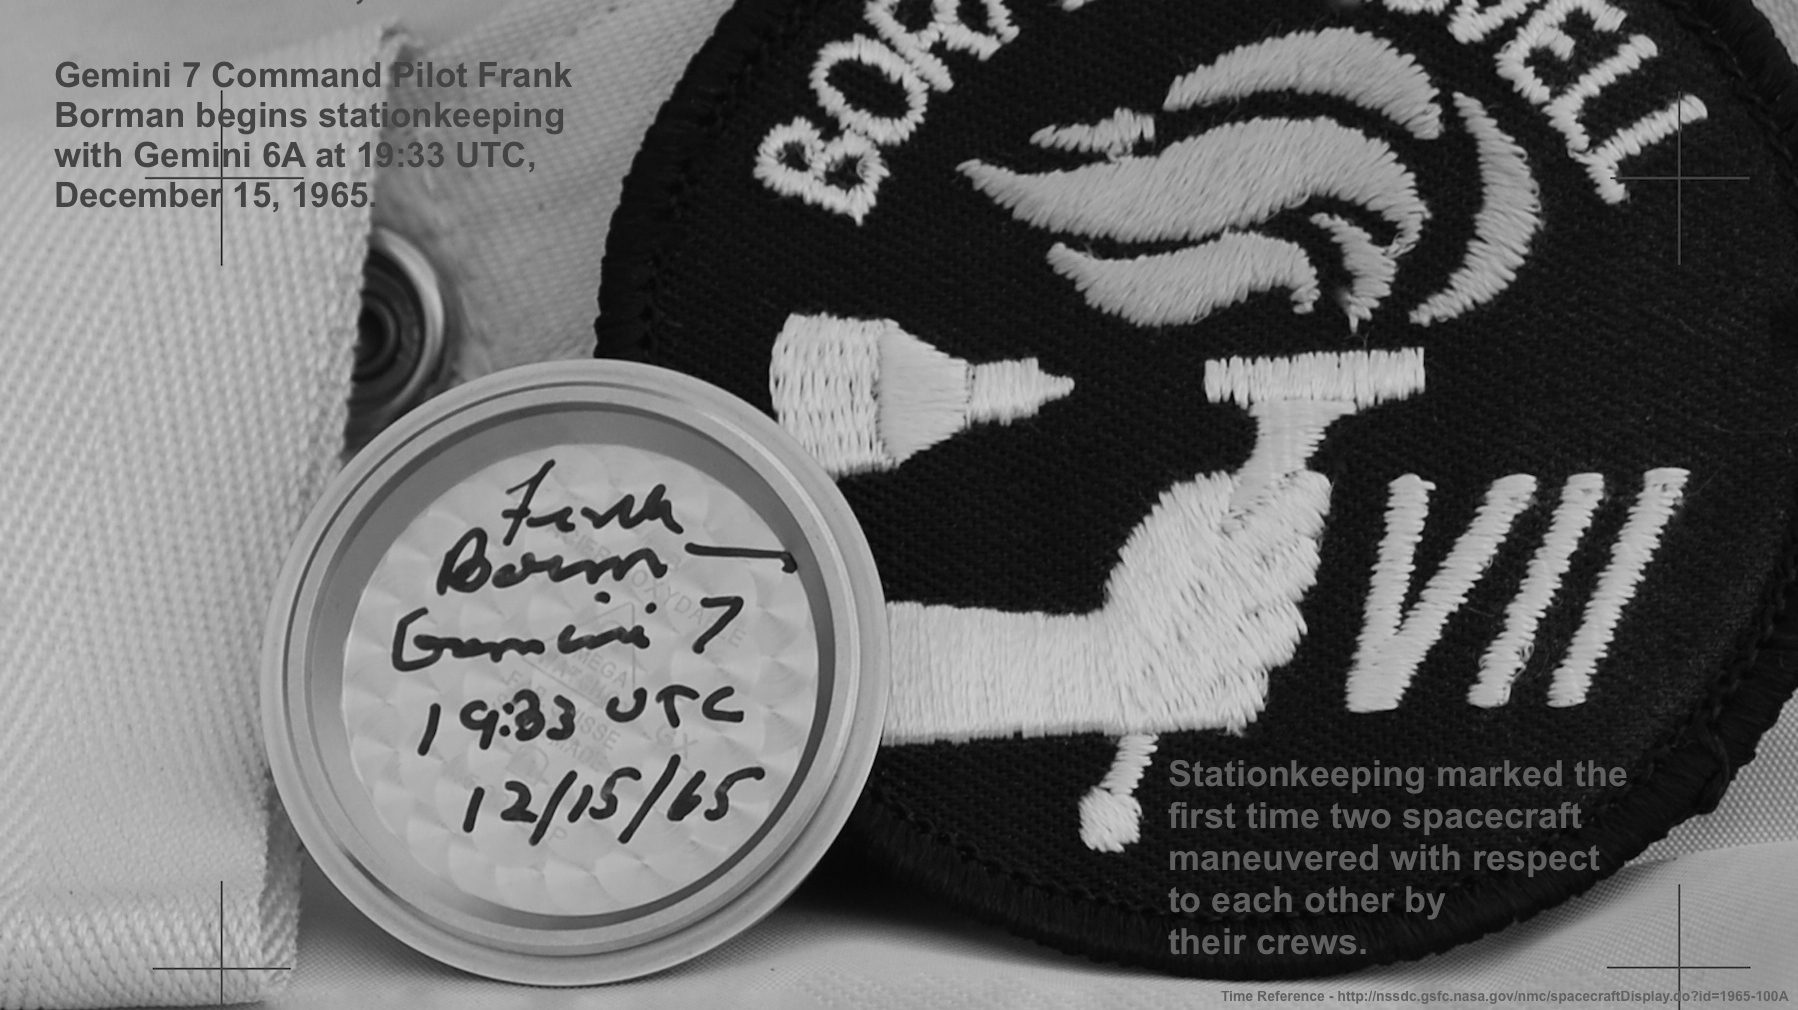 Gemini 7 Command Pilot Frank
Borman begins stationkeeping
with Gemini 6A at 19:33 UTC,
December 15, 1965.
VII
Frank
Borman
Gemini 7
19:33 UTC
12/15/65
Stationkeeping marked the
first time two spacecraft
maneuvered with respect
to each other by
their crews.
Time Reference - http://nssdc.gsfc.nasa.gov/nmc/spacecraftDisplay.do?id=1965-100A